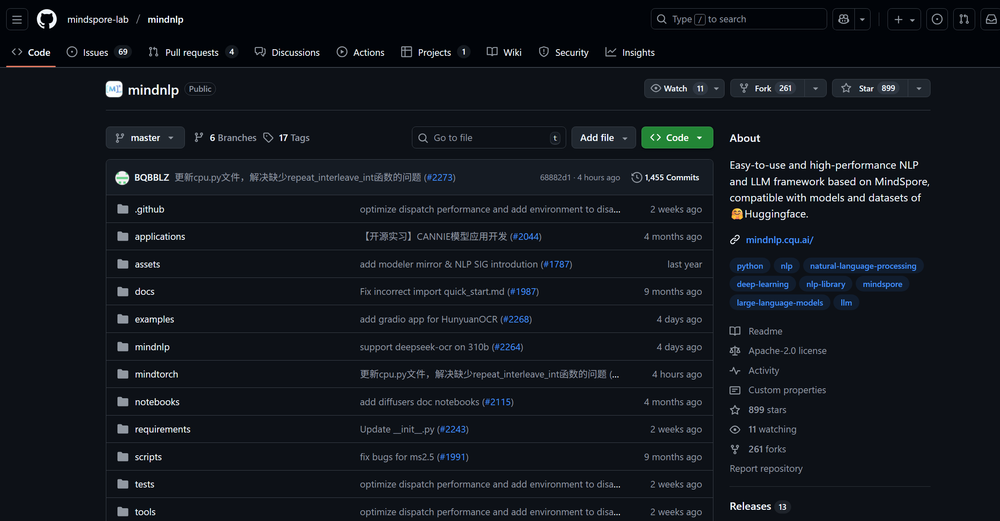 mindspore-lab / mindnlp
Type / to search
Code
Issues 69
Pull requests 4
Discussions
Actions
Projects 1
Wiki
Security
Insights
mindnlp Public
Watch 11
Fork 261
Star 899
master
6 Branches
17 Tags
Go to file t
Add file
Code
BQBBLZ 更新cpu.py文件，解决缺少repeat_interleave_int函数的问题 (#2273)
68882d1 · 4 hours ago
1,455 Commits
.github optimize dispatch performance and add environment to disa... 2 weeks ago
applications 【开源实习】CANNIE模型应用开发 (#2044) 4 months ago
assets add modeler mirror & NLP SIG introdution (#1787) last year
docs Fix incorrect import quick_start.md (#1987) 9 months ago
examples add gradio app for HunyuanOCR (#2268) 4 days ago
mindnlp support deepseek-ocr on 310b (#2264) 4 days ago
mindtorch 更新cpu.py文件，解决缺少repeat_interleave_int函数的问题 (... 4 hours ago
notebooks add diffusers doc notebooks (#2115) 4 months ago
requirements Update __init__.py (#2243) 2 weeks ago
scripts fix bugs for ms2.5 (#1991) 9 months ago
tests optimize dispatch performance and add environment to disa... 2 weeks ago
tools optimize dispatch performance and add environment to disa... 2 weeks ago
About
Easy-to-use and high-performance NLP
and LLM framework based on MindSpore,
compatible with models and datasets of
🤗Huggingface.
mindnlp.cqu.ai/
python nlp natural-language-processing
deep-learning nlp-library mindspore
large-language-models llm
Readme
Apache-2.0 license
Activity
Custom properties
899 stars
11 watching
261 forks
Report repository
Releases 13